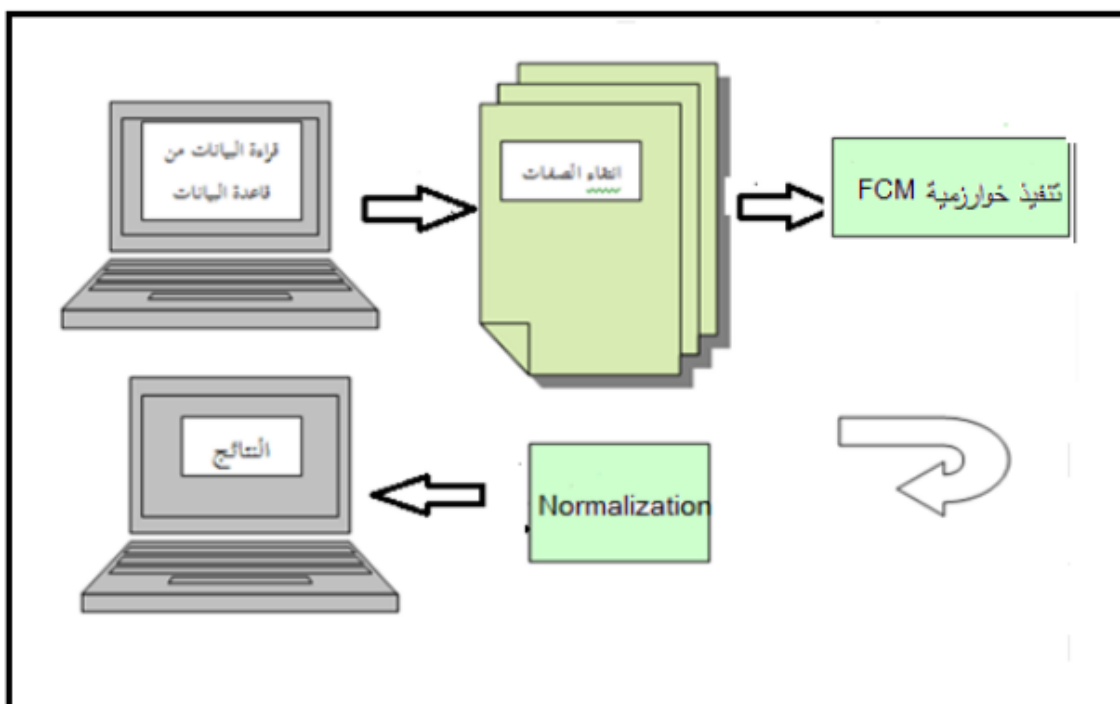 قراءة البيانات من
قاعدة البيانات
انتقاء الصفات
تنفيذ خوارزمية FCM
Normalization
النتائج